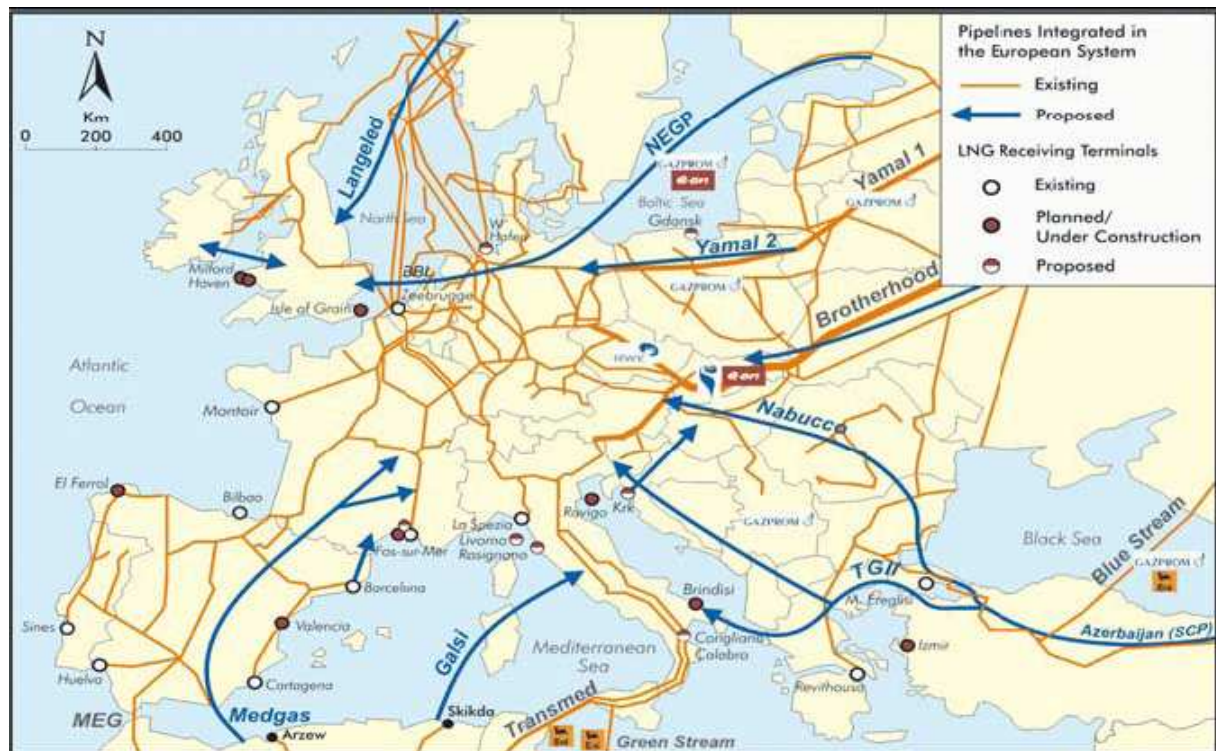 N
Km
0 200 400
Pipelines Integrated in
the European System
Existing
Proposed
LNG Receiving Terminals
Existing
Planned/
Under Construction
Proposed
Langeled
NEGP
GAZPROM
e·on
Baltic Sea
Gdansk
Yamal 1
GAZPROM
North Sea
W
Hafen
Yamal 2
Milford
Haven
BBL
Zeebrugge
GAZPROM
Brotherhood
Isle of Grain
Atlantic
Ocean
e·on
Montoir
Nabucco
El Ferrol
Bilbao
La Spezia
Livorno
Rosignano
Rovigo
Krk
GAZPROM
Fos-sur-Mer
Black Sea
Blue Stream
GAZPROM
Barcelona
TGII
M. Ereglisi
Brindisi
Sines
Valencia
Galsi
Mediterranean
Sea
Corigliano
Calabro
Azerbaijan (SCP)
Izmir
Huelva
Cartagena
Revithousa
MEG
Medgas
Arzew
Skikda
Transmed
Green Stream